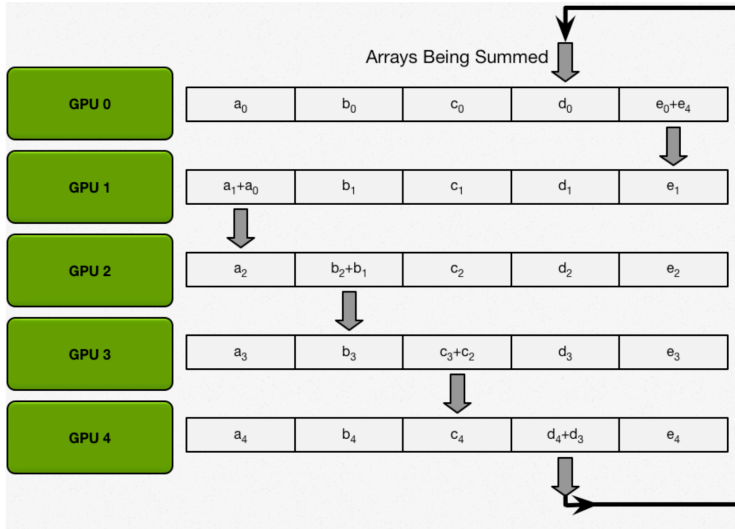 Arrays Being Summed
GPU 0 a₀ b₀ c₀ d₀ e₀+e₄
GPU 1 a₁+a₀ b₁ c₁ d₁ e₁
GPU 2 a₂ b₂+b₁ c₂ d₂ e₂
GPU 3 a₃ b₃ c₃+c₂ d₃ e₃
GPU 4 a₄ b₄ c₄ d₄+d₃ e₄